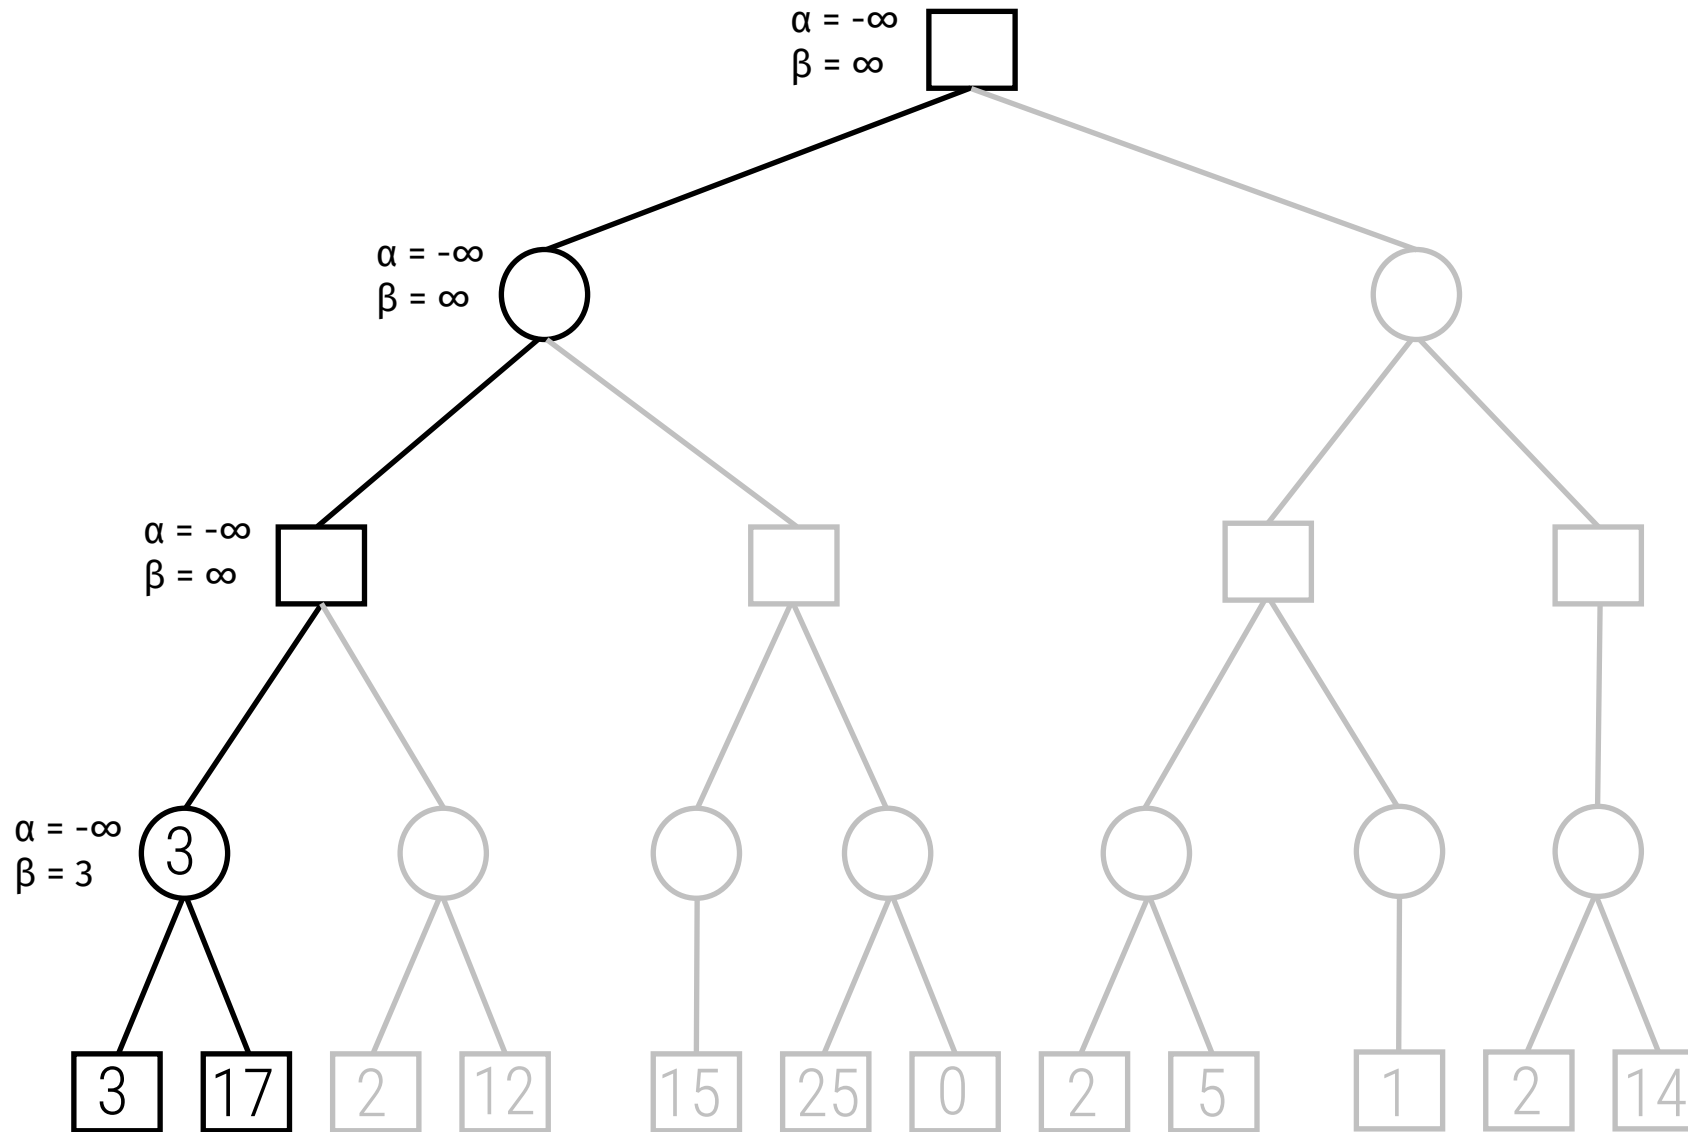 α = -∞
β = ∞
α = -∞
β = ∞
α = -∞
β = ∞
α = -∞
β = 3
3
3 17 2 12 15 25 0 2 5 1 2 14